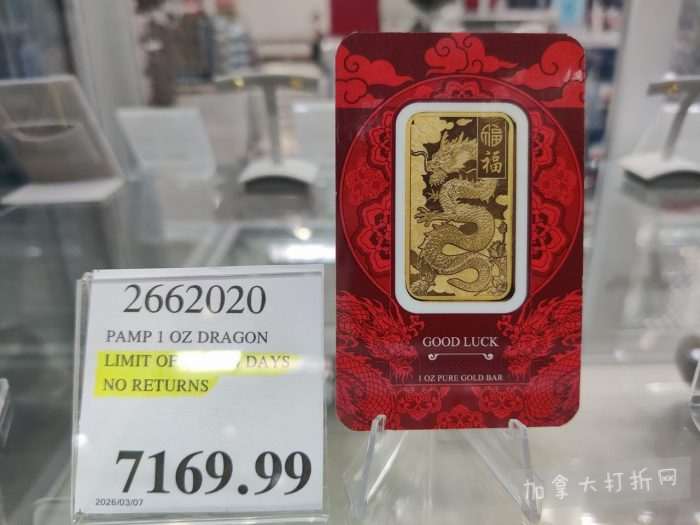 2662020
PAMP 1 OZ DRAGON
LIMIT OF DAYS
NO RETURNS
7169.99
2026/03/07
福
福
GOOD LUCK
1 OZ PURE GOLD BAR
加拿大打折网